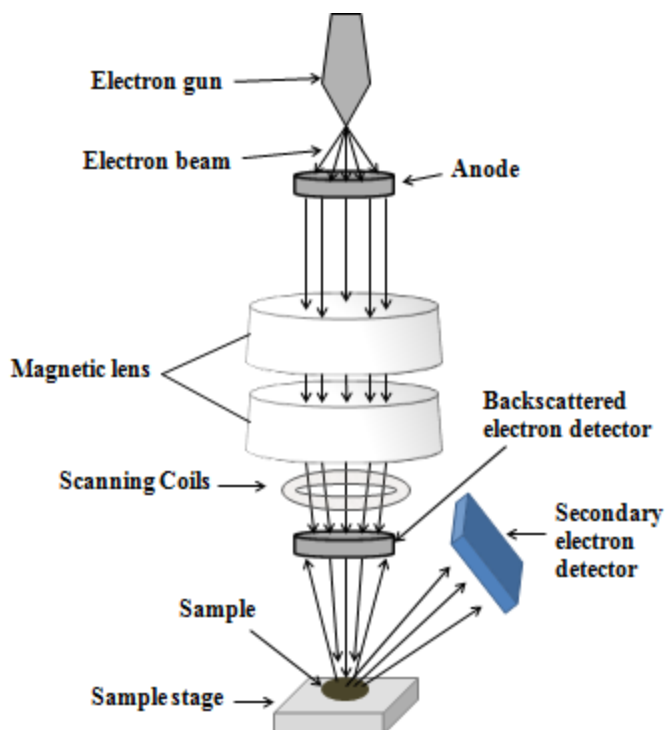 Electron gun
Electron beam
Anode
Magnetic lens
Backscattered
electron detector
Scanning Coils
Secondary
electron
detector
Sample
Sample stage